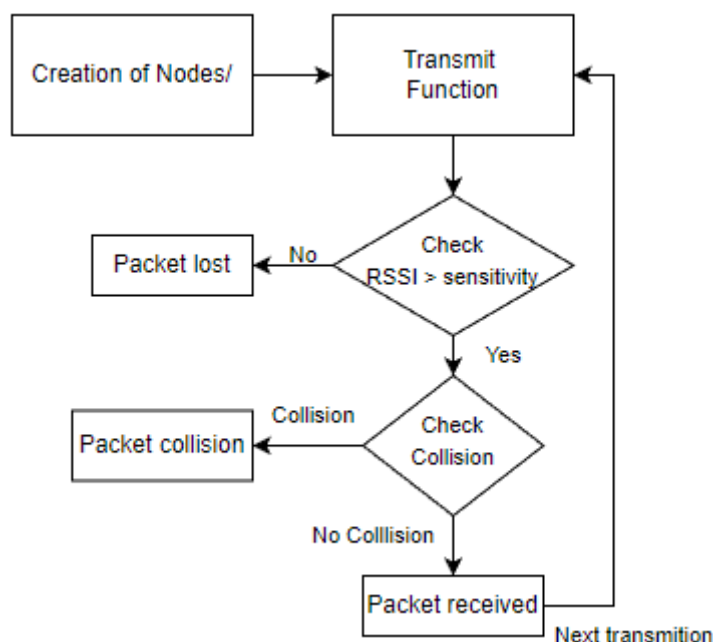 Creation of Nodes/
Transmit
Function
Check
RSSI > sensitivity
No
Packet lost
Yes
Check
Collision
Collision
Packet collision
No Colllision
Packet received
Next transmition